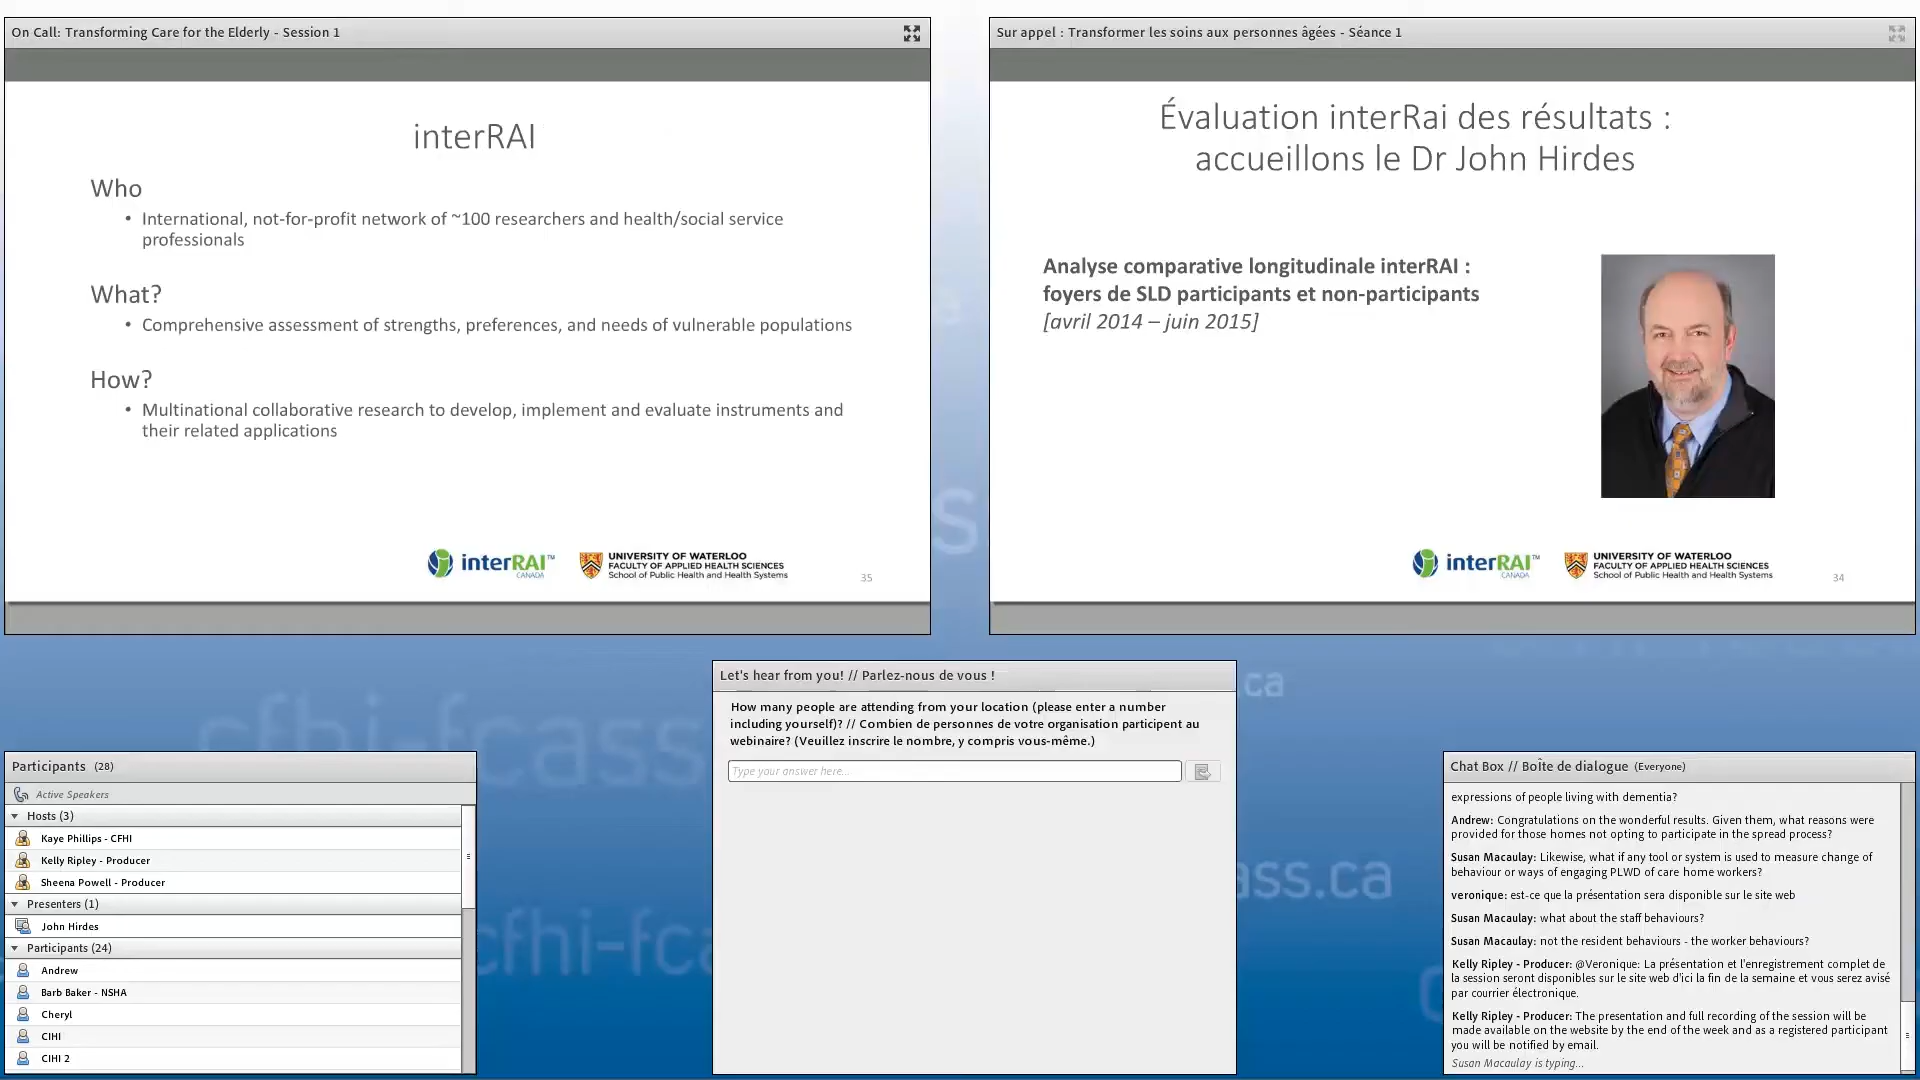 On Call: Transforming Care for the Elderly - Session 1
interRAI
Who
• International, not-for-profit network of ~100 researchers and health/social service
professionals
What?
• Comprehensive assessment of strengths, preferences, and needs of vulnerable populations
How?
• Multinational collaborative research to develop, implement and evaluate instruments and
their related applications
interRAI™
CANADA
UNIVERSITY OF WATERLOO
FACULTY OF APPLIED HEALTH SCIENCES
School of Public Health and Health Systems
35
Sur appel : Transformer les soins aux personnes âgées - Séance 1
Évaluation interRai des résultats :
accueillons le Dr John Hirdes
Analyse comparative longitudinale interRAI :
foyers de SLD participants et non-participants
[avril 2014 – juin 2015]
interRAI™
CANADA
UNIVERSITY OF WATERLOO
FACULTY OF APPLIED HEALTH SCIENCES
School of Public Health and Health Systems
34
cfhi-fcass
.ca
ass.ca
cfhi-fca
Participants (28)
Active Speakers
Hosts (3)
Kaye Phillips - CFHI
Kelly Ripley - Producer
Sheena Powell - Producer
Presenters (1)
John Hirdes
Participants (24)
Andrew
Barb Baker - NSHA
Cheryl
CIHI
CIHI 2
Let's hear from you! // Parlez-nous de vous !
How many people are attending from your location (please enter a number
including yourself)? // Combien de personnes de votre organisation participent au
webinaire? (Veuillez inscrire le nombre, y compris vous-même.)
Type your answer here...
Chat Box // Boîte de dialogue (Everyone)
expressions of people living with dementia?
Andrew: Congratulations on the wonderful results. Given them, what reasons were
provided for those homes not opting to participate in the spread process?
Susan Macaulay: Likewise, what if any tool or system is used to measure change of
behaviour or ways of engaging PLWD of care home workers?
veronique: est-ce que la présentation sera disponible sur le site web
Susan Macaulay: what about the staff behaviours?
Susan Macaulay: not the resident behaviours - the worker behaviours?
Kelly Ripley - Producer: @Veronique: La présentation et l'enregistrement complet de
la session seront disponibles sur le site web d'ici la fin de la semaine et vous serez avisé
par courrier électronique.
Kelly Ripley - Producer: The presentation and full recording of the session will be
made available on the website by the end of the week and as a registered participant
you will be notified by email.
Susan Macaulay is typing...